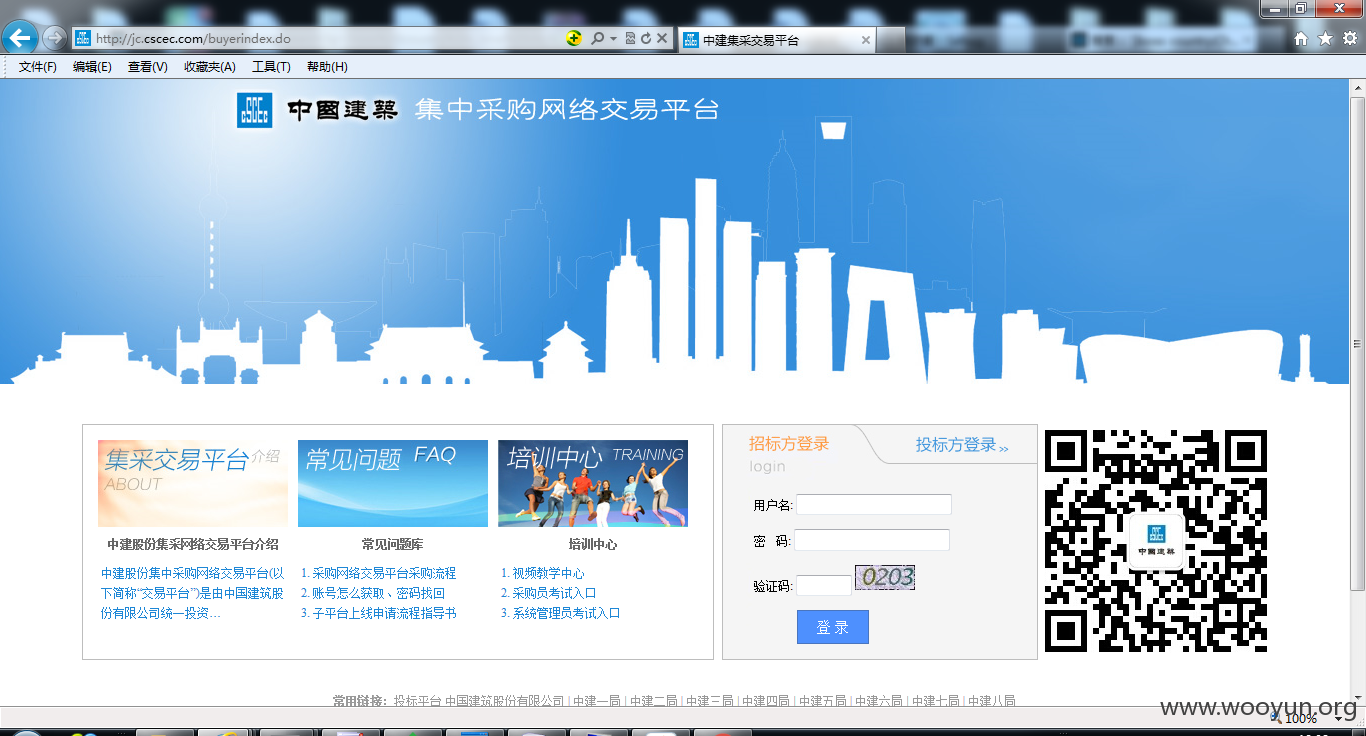 http://jc.cscec.com/buyerindex.do
中建集采交易平台
文件(F) 编辑(E) 查看(V) 收藏夹(A) 工具(T) 帮助(H)
中國建築 集中采购网络交易平台
集采交易平台介绍
ABOUT
常见问题 FAQ
培训中心 TRAINING
中建股份集采网络交易平台介绍
中建股份集中采购网络交易平台(以
下简称“交易平台”)是由中国建筑股
份有限公司统一投资…
常见问题库
1. 采购网络交易平台采购流程
2. 账号怎么获取、密码找回
3. 子平台上线申请流程指导书
培训中心
1. 视频教学中心
2. 采购员考试入口
3. 系统管理员考试入口
招标方登录
login
投标方登录 >>
用户名:
密 码:
验证码: 0203
登 录
中國建築
常用链接: 投标平台 中国建筑股份有限公司 | 中建一局 | 中建二局 | 中建三局 | 中建四局 | 中建五局 | 中建六局 | 中建七局 | 中建八局
www.wooyun.org
100%